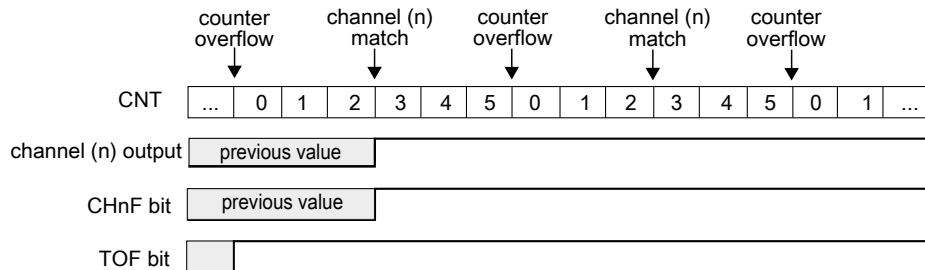 counter overflow
channel (n) match
counter overflow
channel (n) match
counter overflow
CNT ... 0 1 2 3 4 5 0 1 2 3 4 5 0 1 ...
channel (n) output previous value
CHnF bit previous value
TOF bit